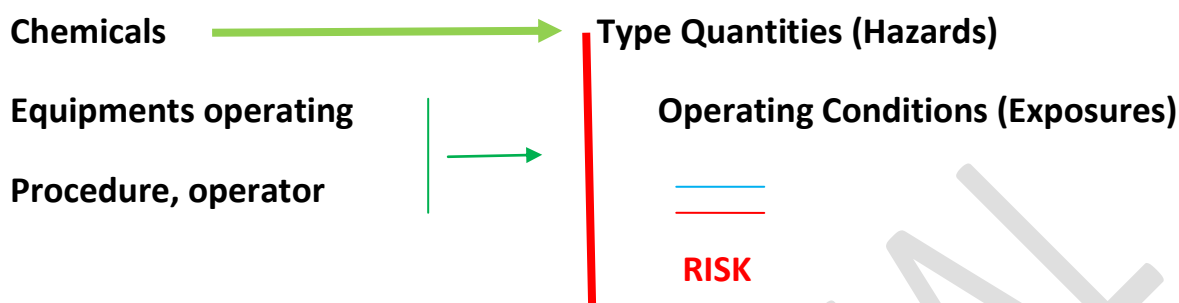 Chemicals Type Quantities (Hazards)
Equipments operating Operating Conditions (Exposures)
Procedure, operator
RISK